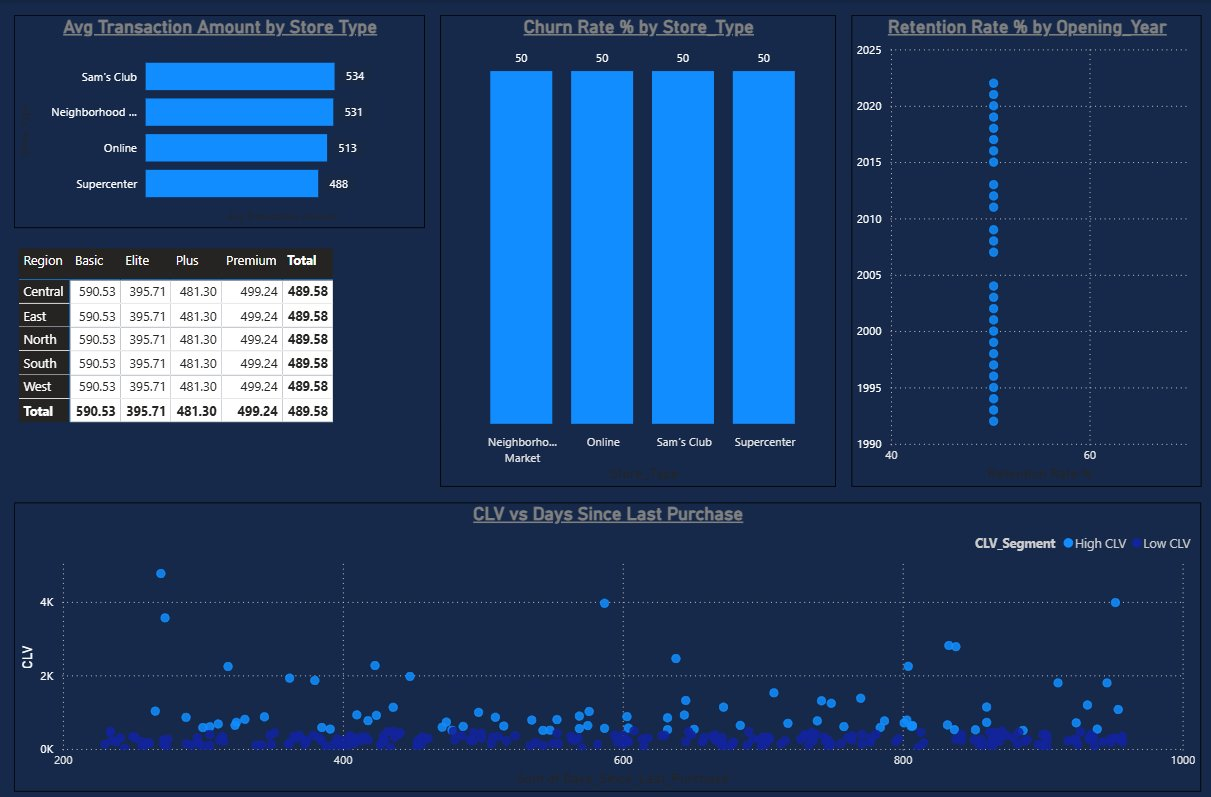 Avg Transaction Amount by Store Type
Sam's Club 534
Neighborhood ... 531
Online 513
Supercenter 488
Region Basic Elite Plus Premium Total
Central 590.53 395.71 481.30 499.24 489.58
East 590.53 395.71 481.30 499.24 489.58
North 590.53 395.71 481.30 499.24 489.58
South 590.53 395.71 481.30 499.24 489.58
West 590.53 395.71 481.30 499.24 489.58
Total 590.53 395.71 481.30 499.24 489.58
Churn Rate % by Store_Type
50 50 50 50
Neighborho... Online Sam's Club Supercenter
Market
Store_Type
Retention Rate % by Opening_Year
2025
2020
2015
2010
2005
2000
1995
1990
40 60
Retention Rate %
CLV vs Days Since Last Purchase
CLV_Segment High CLV Low CLV
CLV
4K
2K
0K
200 400 600 800 1000
Sum of Days_Since_Last_Purchase